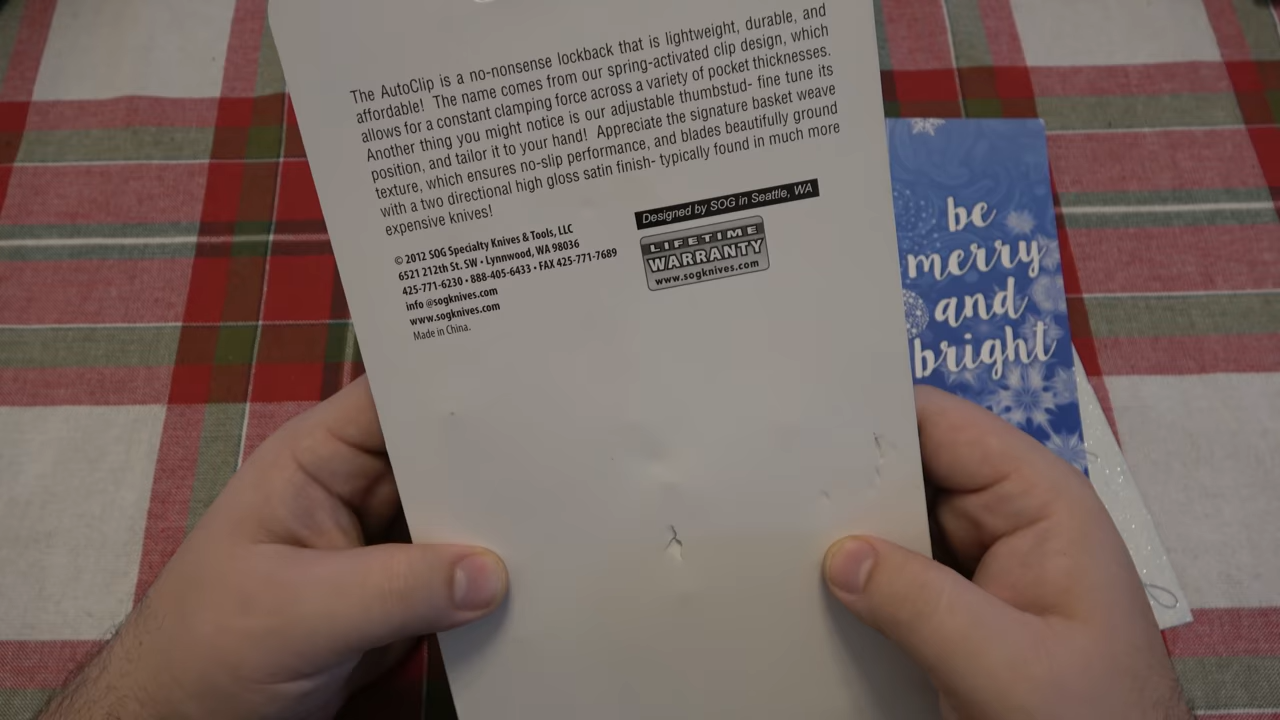 The AutoClip is a no-nonsense lockback that is lightweight, durable, and
affordable! The name comes from our spring-activated clip design, which
allows for a constant clamping force across a variety of pocket thicknesses.
Another thing you might notice is our adjustable thumbstud- fine tune its
position, and tailor it to your hand! Appreciate the signature basket weave
texture, which ensures no-slip performance, and blades beautifully ground
with a two directional high gloss satin finish- typically found in much more
expensive knives!
© 2012 SOG Specialty Knives & Tools, LLC
6521 212th St. SW • Lynnwood, WA 98036
425-771-6230 • 888-405-6433 • FAX 425-771-7689
info @sogknives.com
www.sogknives.com
Made in China.
Designed by SOG in Seattle, WA
LIFETIME
WARRANTY
www.sogknives.com
be
merry
and
bright